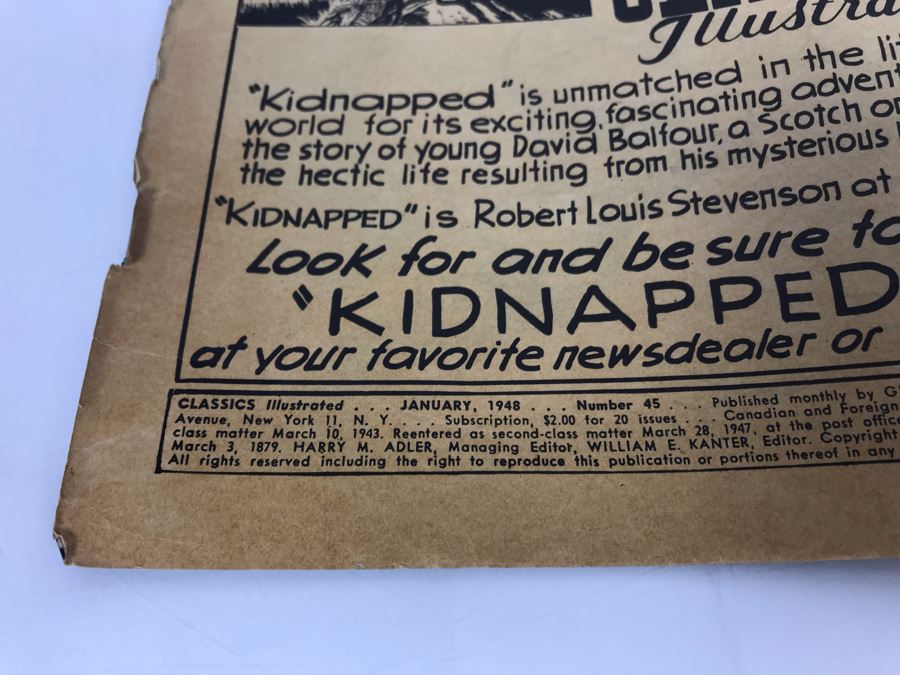 Illustra
"Kidnapped" is unmatched in the lit
world for its exciting, fascinating advent
the story of young David Balfour, a Scotch or
the hectic life resulting from his mysterious
"KIDNAPPED" is Robert Louis Stevenson at
Look for and be sure to
"KIDNAPPED
at your favorite newsdealer or
CLASSICS Illustrated . . . JANUARY, 1948 . . . Number 45 . . . . Published monthly by G
Avenue, New York 11, N. Y. . . . Subscription, $2.00 for 20 issues . . . . Canadian and Foreign
class matter March 10, 1943. Reentered as second-class matter March 28, 1947, at the post offic
March 3, 1879. HARRY M. ADLER, Managing Editor, WILLIAM E. KANTER, Editor. Copyright
All rights reserved including the right to reproduce this publication or portions thereof in any